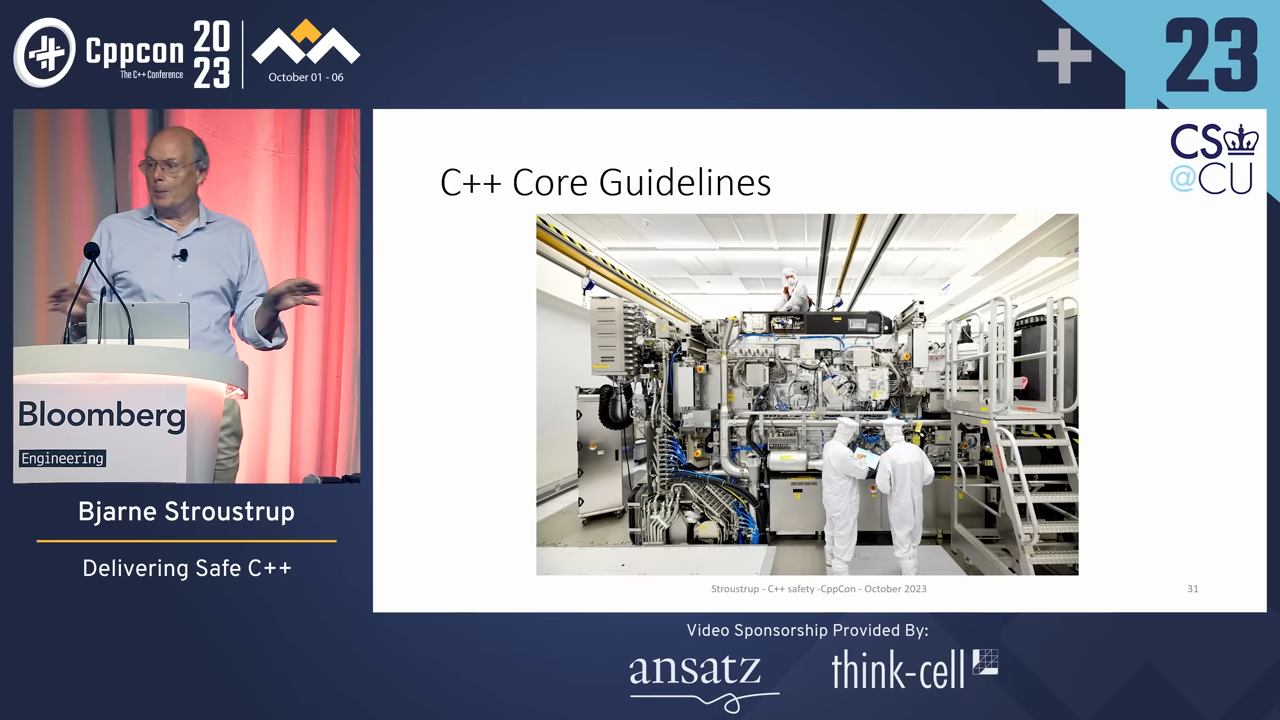 Cppcon
The C++ Conference
20
23
October 01 - 06
23
CS
@CU
C++ Core Guidelines
Bloomberg
Engineering
Stroustrup - C++ safety -CppCon - October 2023
31
Bjarne Stroustrup
Delivering Safe C++
Video Sponsorship Provided By:
ansatz
think-cell